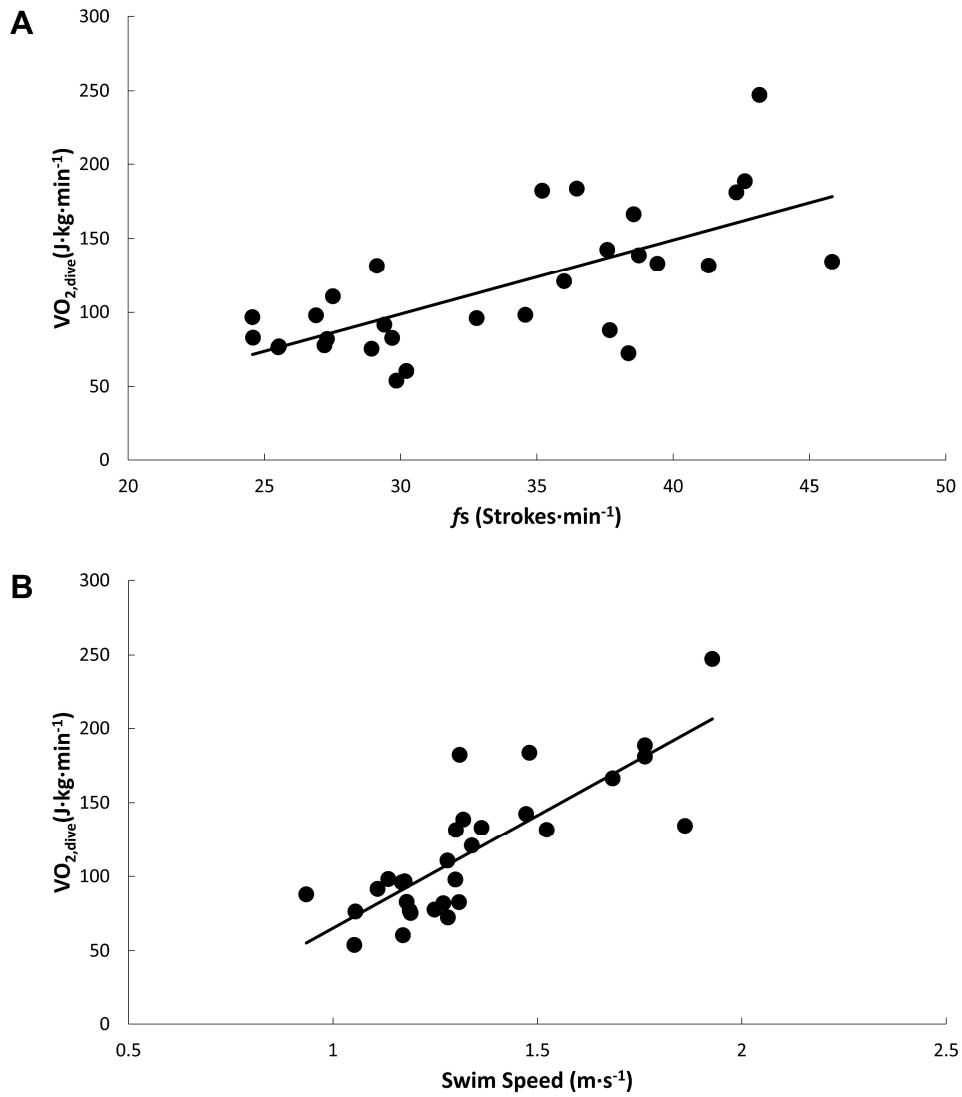 A
300
250
200
150
100
50
0
VO2,dive(J·kg·min-1)
20 25 30 35 40 45 50
fs (Strokes·min-1)
B
300
250
200
150
100
50
0
VO2,dive(J·kg·min-1)
0.5 1 1.5 2 2.5
Swim Speed (m·s-1)